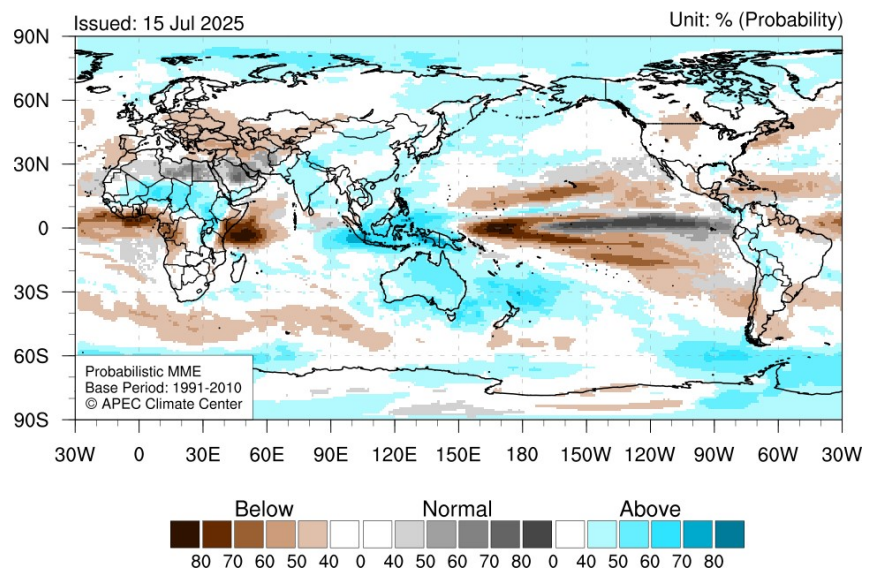 Issued: 15 Jul 2025
Unit: % (Probability)
90N
60N
30N
0
30S
60S
90S
Probabilistic MME
Base Period: 1991-2010
© APEC Climate Center
30W 0 30E 60E 90E 120E 150E 180 150W 120W 90W 60W 30W
Below Normal Above
80 70 60 50 40 0 40 50 60 70 80 0 40 50 60 70 80